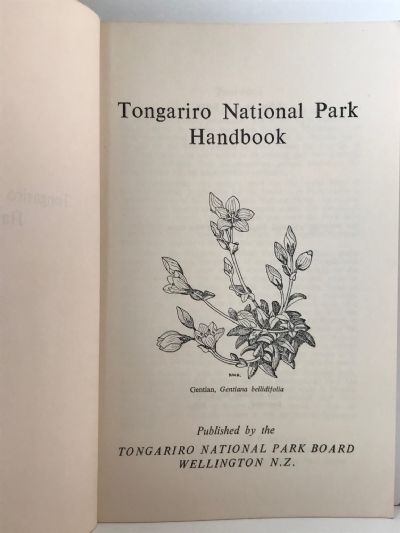 Tongariro National Park
Handbook
Gentian, Gentiana bellidifolia
Published by the
TONGARIRO NATIONAL PARK BOARD
WELLINGTON N.Z.